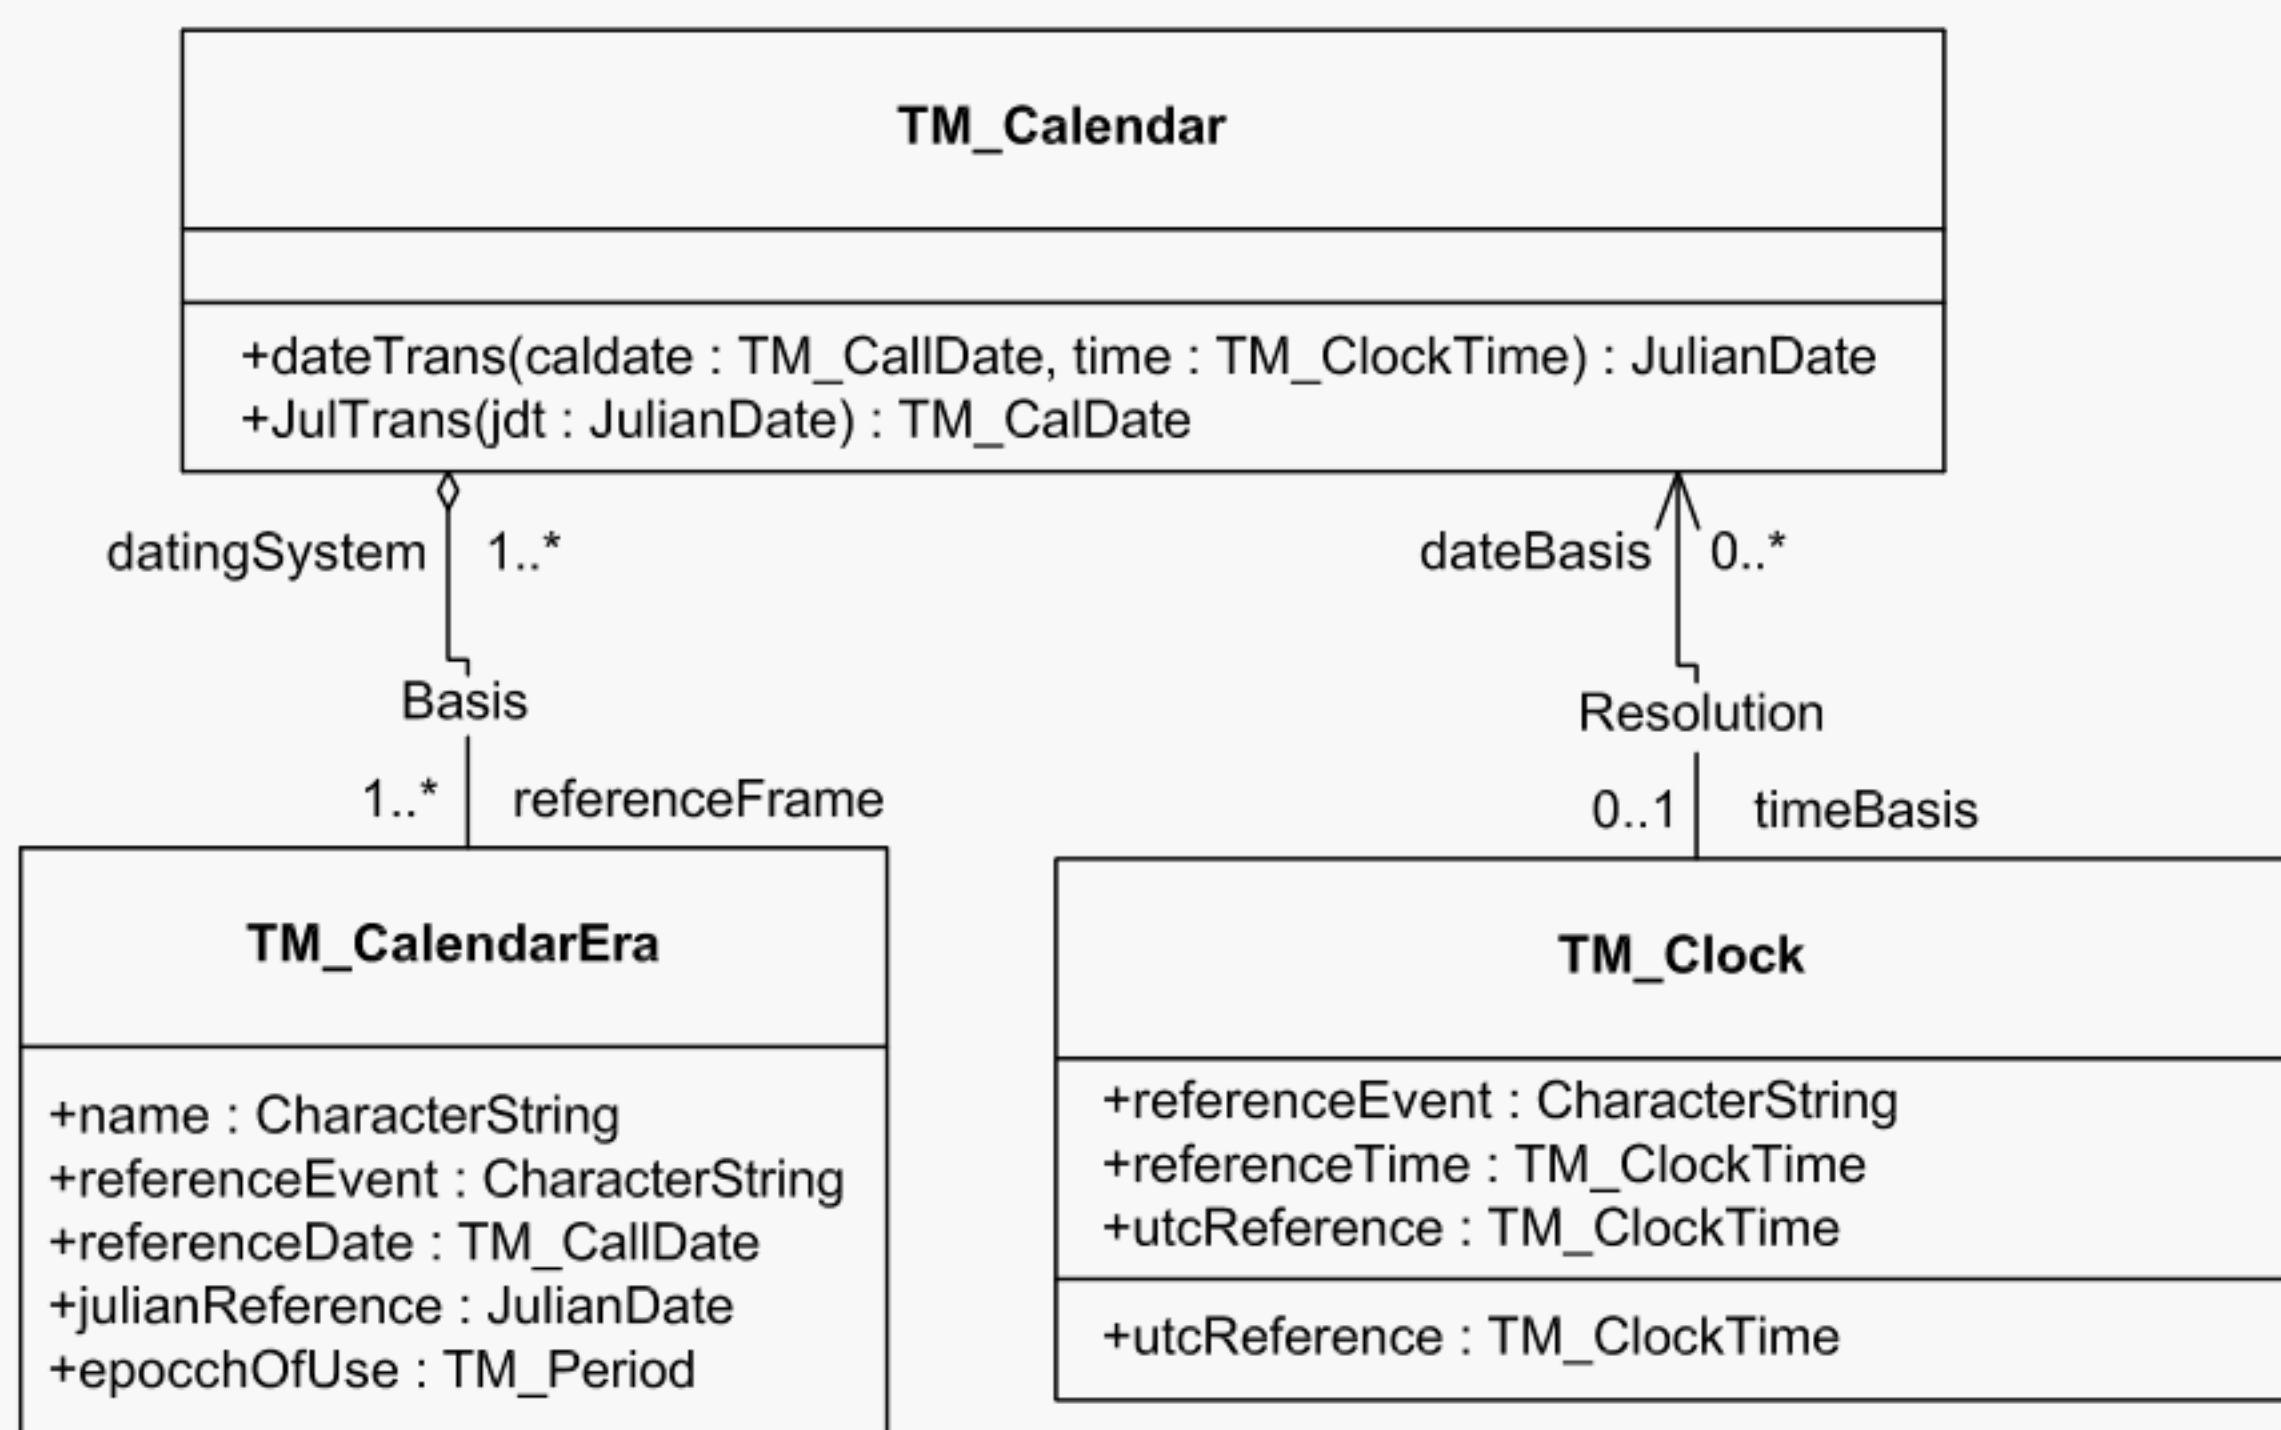 TM_Calendar
+dateTrans(caldate : TM_CallDate, time : TM_ClockTime) : JulianDate
+JulTrans(jdt : JulianDate) : TM_CalDate
datingSystem 1..*
dateBasis 0..*
Basis
Resolution
1..* referenceFrame
0..1 timeBasis
TM_CalendarEra
+name : CharacterString
+referenceEvent : CharacterString
+referenceDate : TM_CallDate
+julianReference : JulianDate
+epocchOfUse : TM_Period
TM_Clock
+referenceEvent : CharacterString
+referenceTime : TM_ClockTime
+utcReference : TM_ClockTime
+utcReference : TM_ClockTime